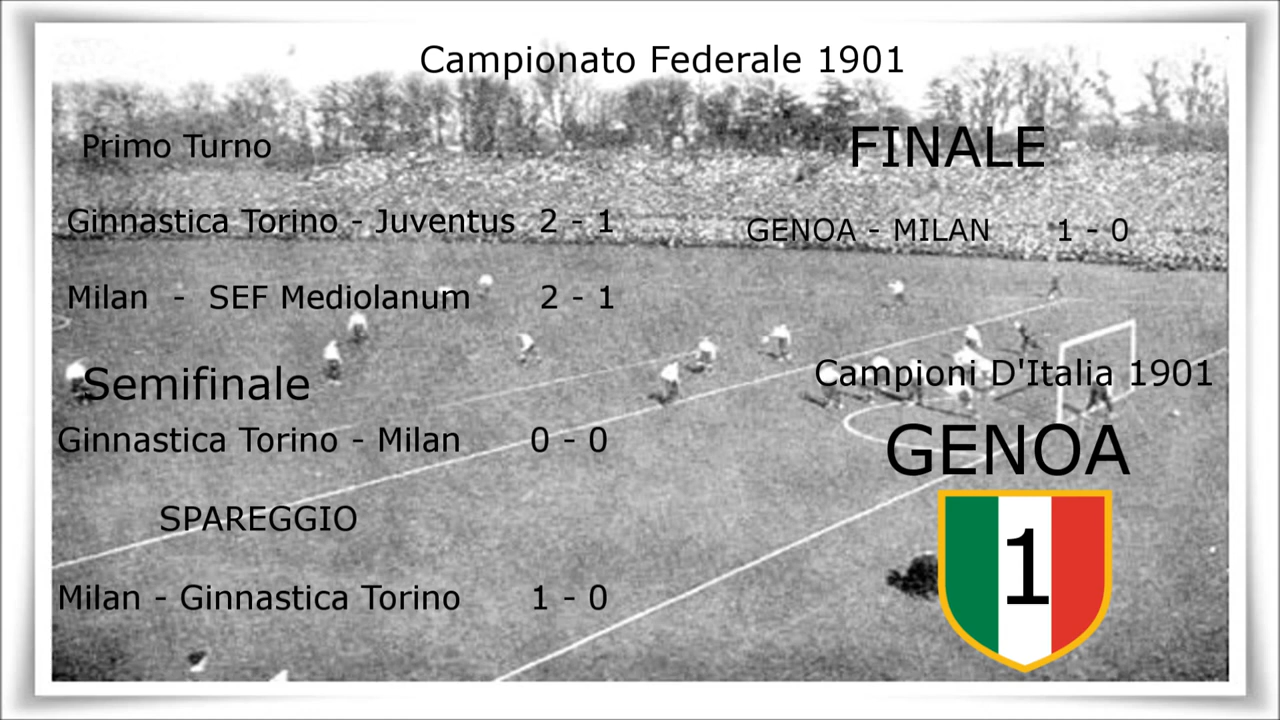 Campionato Federale 1901
Primo Turno
Ginnastica Torino - Juventus 2 - 1
Milan - SEF Mediolanum 2 - 1
Semifinale
Ginnastica Torino - Milan 0 - 0
SPAREGGIO
Milan - Ginnastica Torino 1 - 0
FINALE
GENOA - MILAN 1 - 0
Campioni D'Italia 1901
GENOA
1